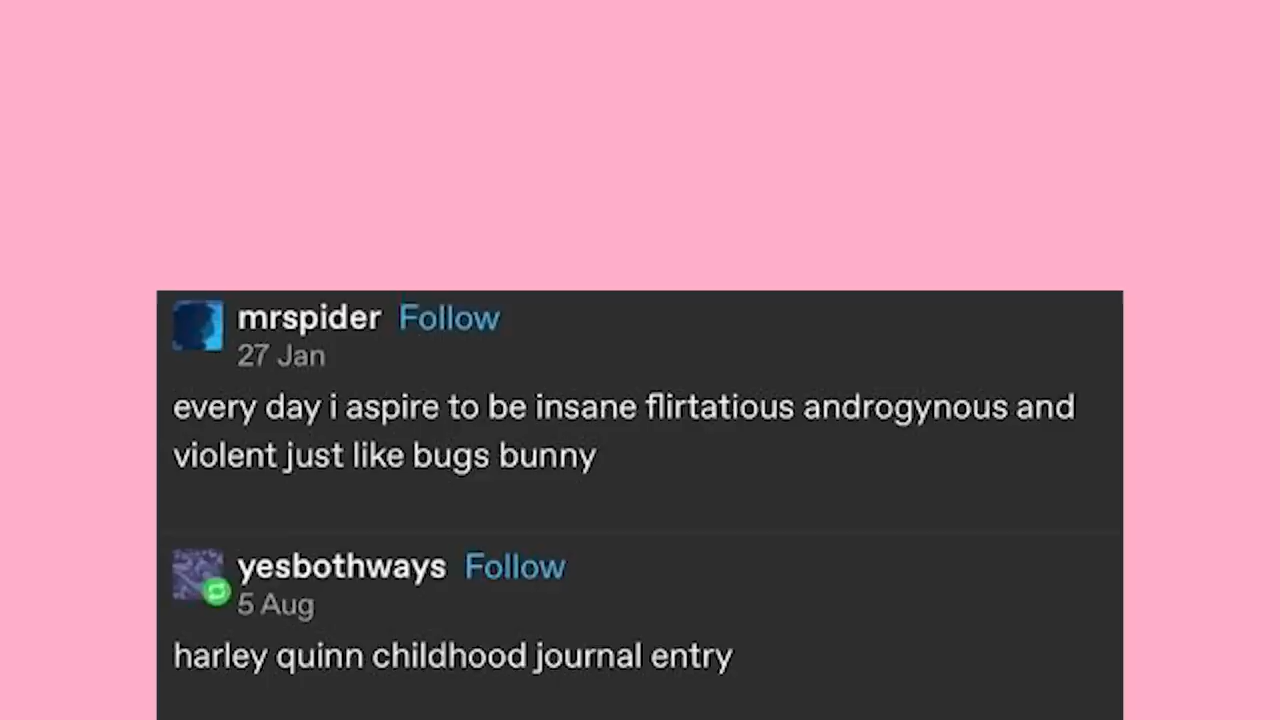 mrspider Follow
27 Jan
every day i aspire to be insane flirtatious androgynous and
violent just like bugs bunny
yesbothways Follow
5 Aug
harley quinn childhood journal entry